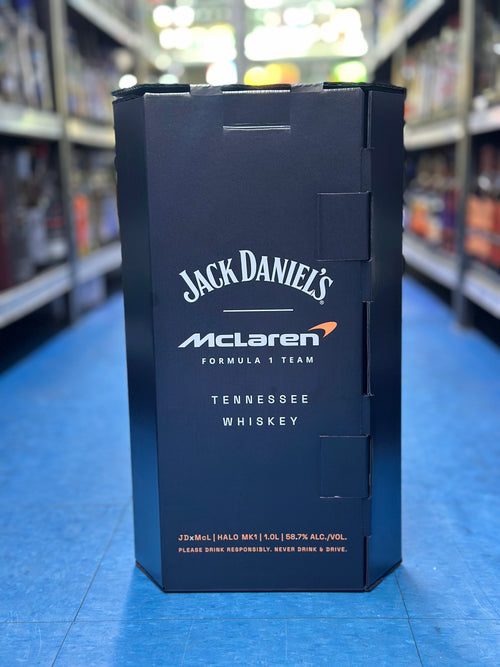 JACK DANIEL'S
McLaren
FORMULA 1 TEAM
TENNESSEE
WHISKEY
JDxMcL | HALO MK1 | 1.0L | 58.7% ALC./VOL.
PLEASE DRINK RESPONSIBLY. NEVER DRINK & DRIVE.